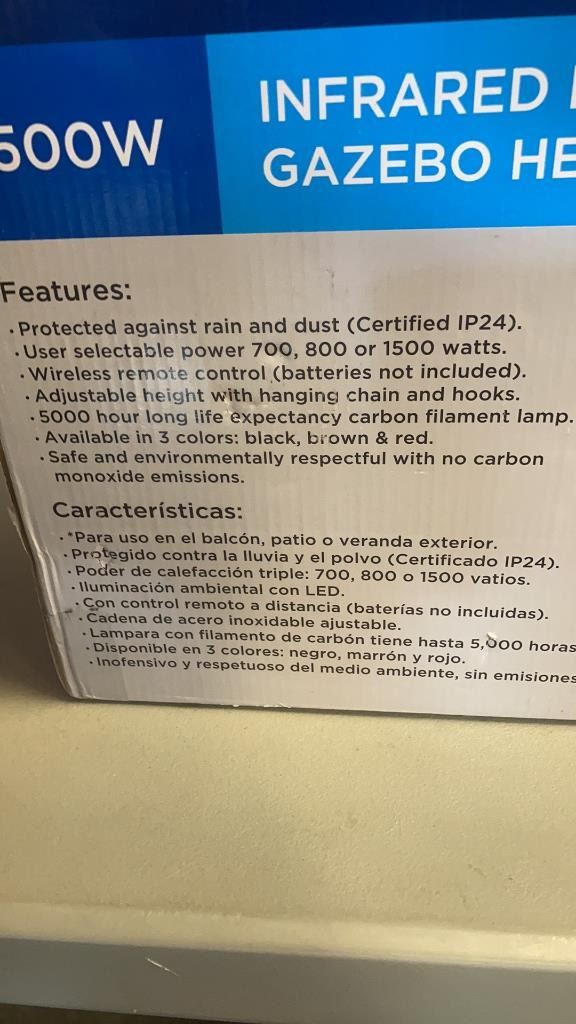 500W
INFRARED
GAZEBO HE
Features:
· Protected against rain and dust (Certified IP24).
· User selectable power 700, 800 or 1500 watts.
· Wireless remote control (batteries not included).
· Adjustable height with hanging chain and hooks.
· 5000 hour long life expectancy carbon filament lamp.
· Available in 3 colors: black, brown & red.
· Safe and environmentally respectful with no carbon
monoxide emissions.
Características:
· *Para uso en el balcón, patio o veranda exterior.
· Protegido contra la lluvia y el polvo (Certificado IP24).
· Poder de calefacción triple: 700, 800 o 1500 vatios.
· Iluminación ambiental con LED.
· Con control remoto a distancia (baterías no incluidas).
· Cadena de acero inoxidable ajustable.
· Lampara con filamento de carbón tiene hasta 5,000 horas
· Disponible en 3 colores: negro, marrón y rojo.
· Inofensivo y respetuoso del medio ambiente, sin emisiones